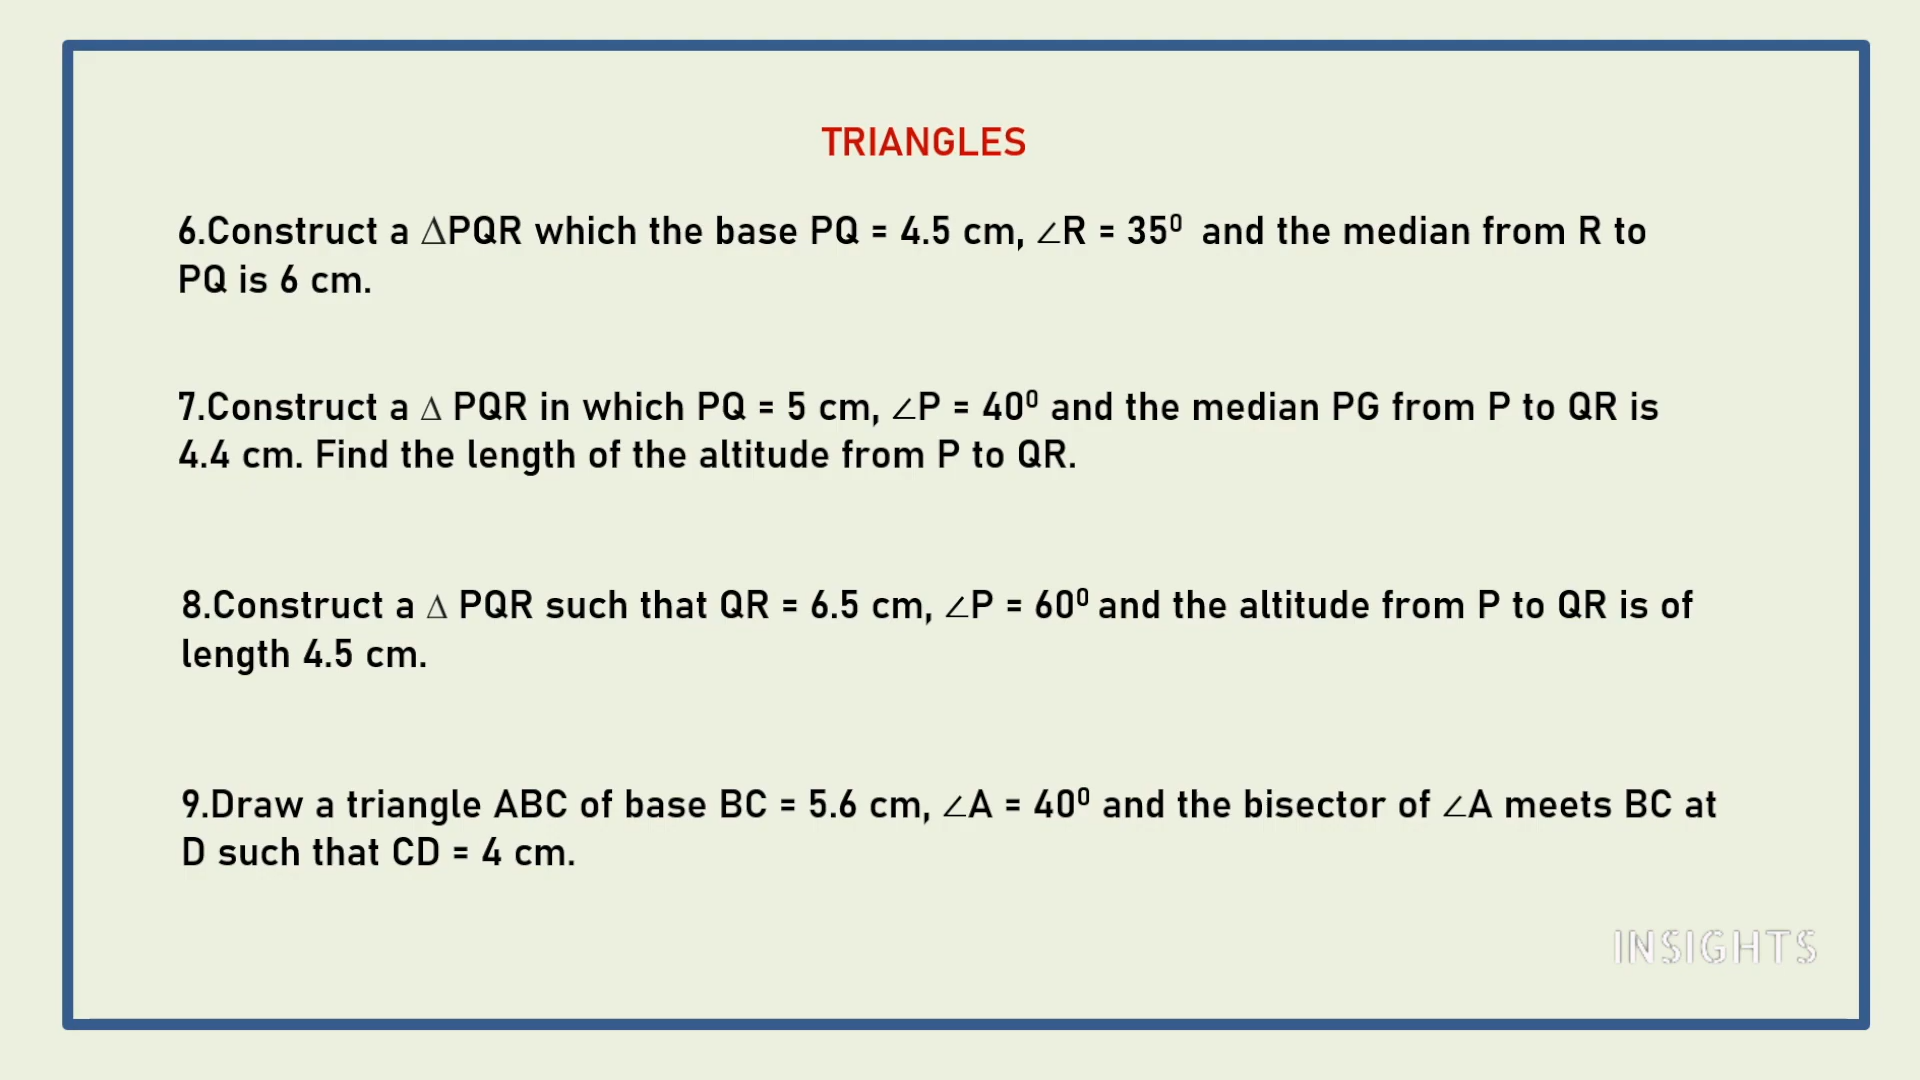 TRIANGLES
6.Construct a ∆PQR which the base PQ = 4.5 cm, ∠R = 35⁰ and the median from R to
PQ is 6 cm.
7.Construct a ∆ PQR in which PQ = 5 cm, ∠P = 40⁰ and the median PG from P to QR is
4.4 cm. Find the length of the altitude from P to QR.
8.Construct a ∆ PQR such that QR = 6.5 cm, ∠P = 60⁰ and the altitude from P to QR is of
length 4.5 cm.
9.Draw a triangle ABC of base BC = 5.6 cm, ∠A = 40⁰ and the bisector of ∠A meets BC at
D such that CD = 4 cm.
INSIGHTS